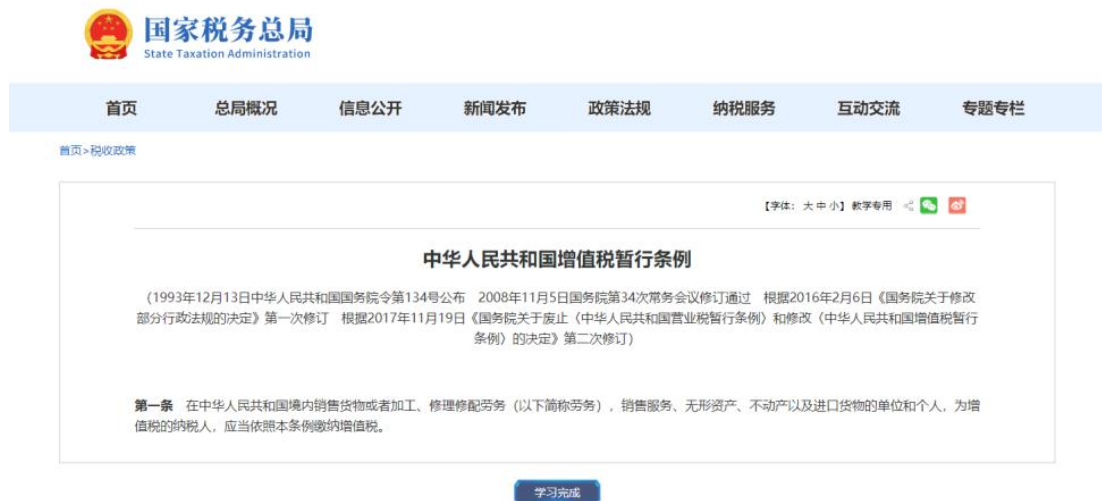 国家税务总局
State Taxation Administration
首页 总局概况 信息公开 新闻发布 政策法规 纳税服务 互动交流 专题专栏
首页>税收政策
【字体：大 中 小】教学专用
中华人民共和国增值税暂行条例
（1993年12月13日中华人民共和国国务院令第134号公布 2008年11月5日国务院第34次常务会议修订通过 根据2016年2月6日《国务院关于修改
部分行政法规的决定》第一次修订 根据2017年11月19日《国务院关于废止〈中华人民共和国营业税暂行条例〉和修改〈中华人民共和国增值税暂行
条例〉的决定》第二次修订）
第一条 在中华人民共和国境内销售货物或者加工、修理修配劳务（以下简称劳务），销售服务、无形资产、不动产以及进口货物的单位和个人，为增
值税的纳税人，应当依照本条例缴纳增值税。
学习完成